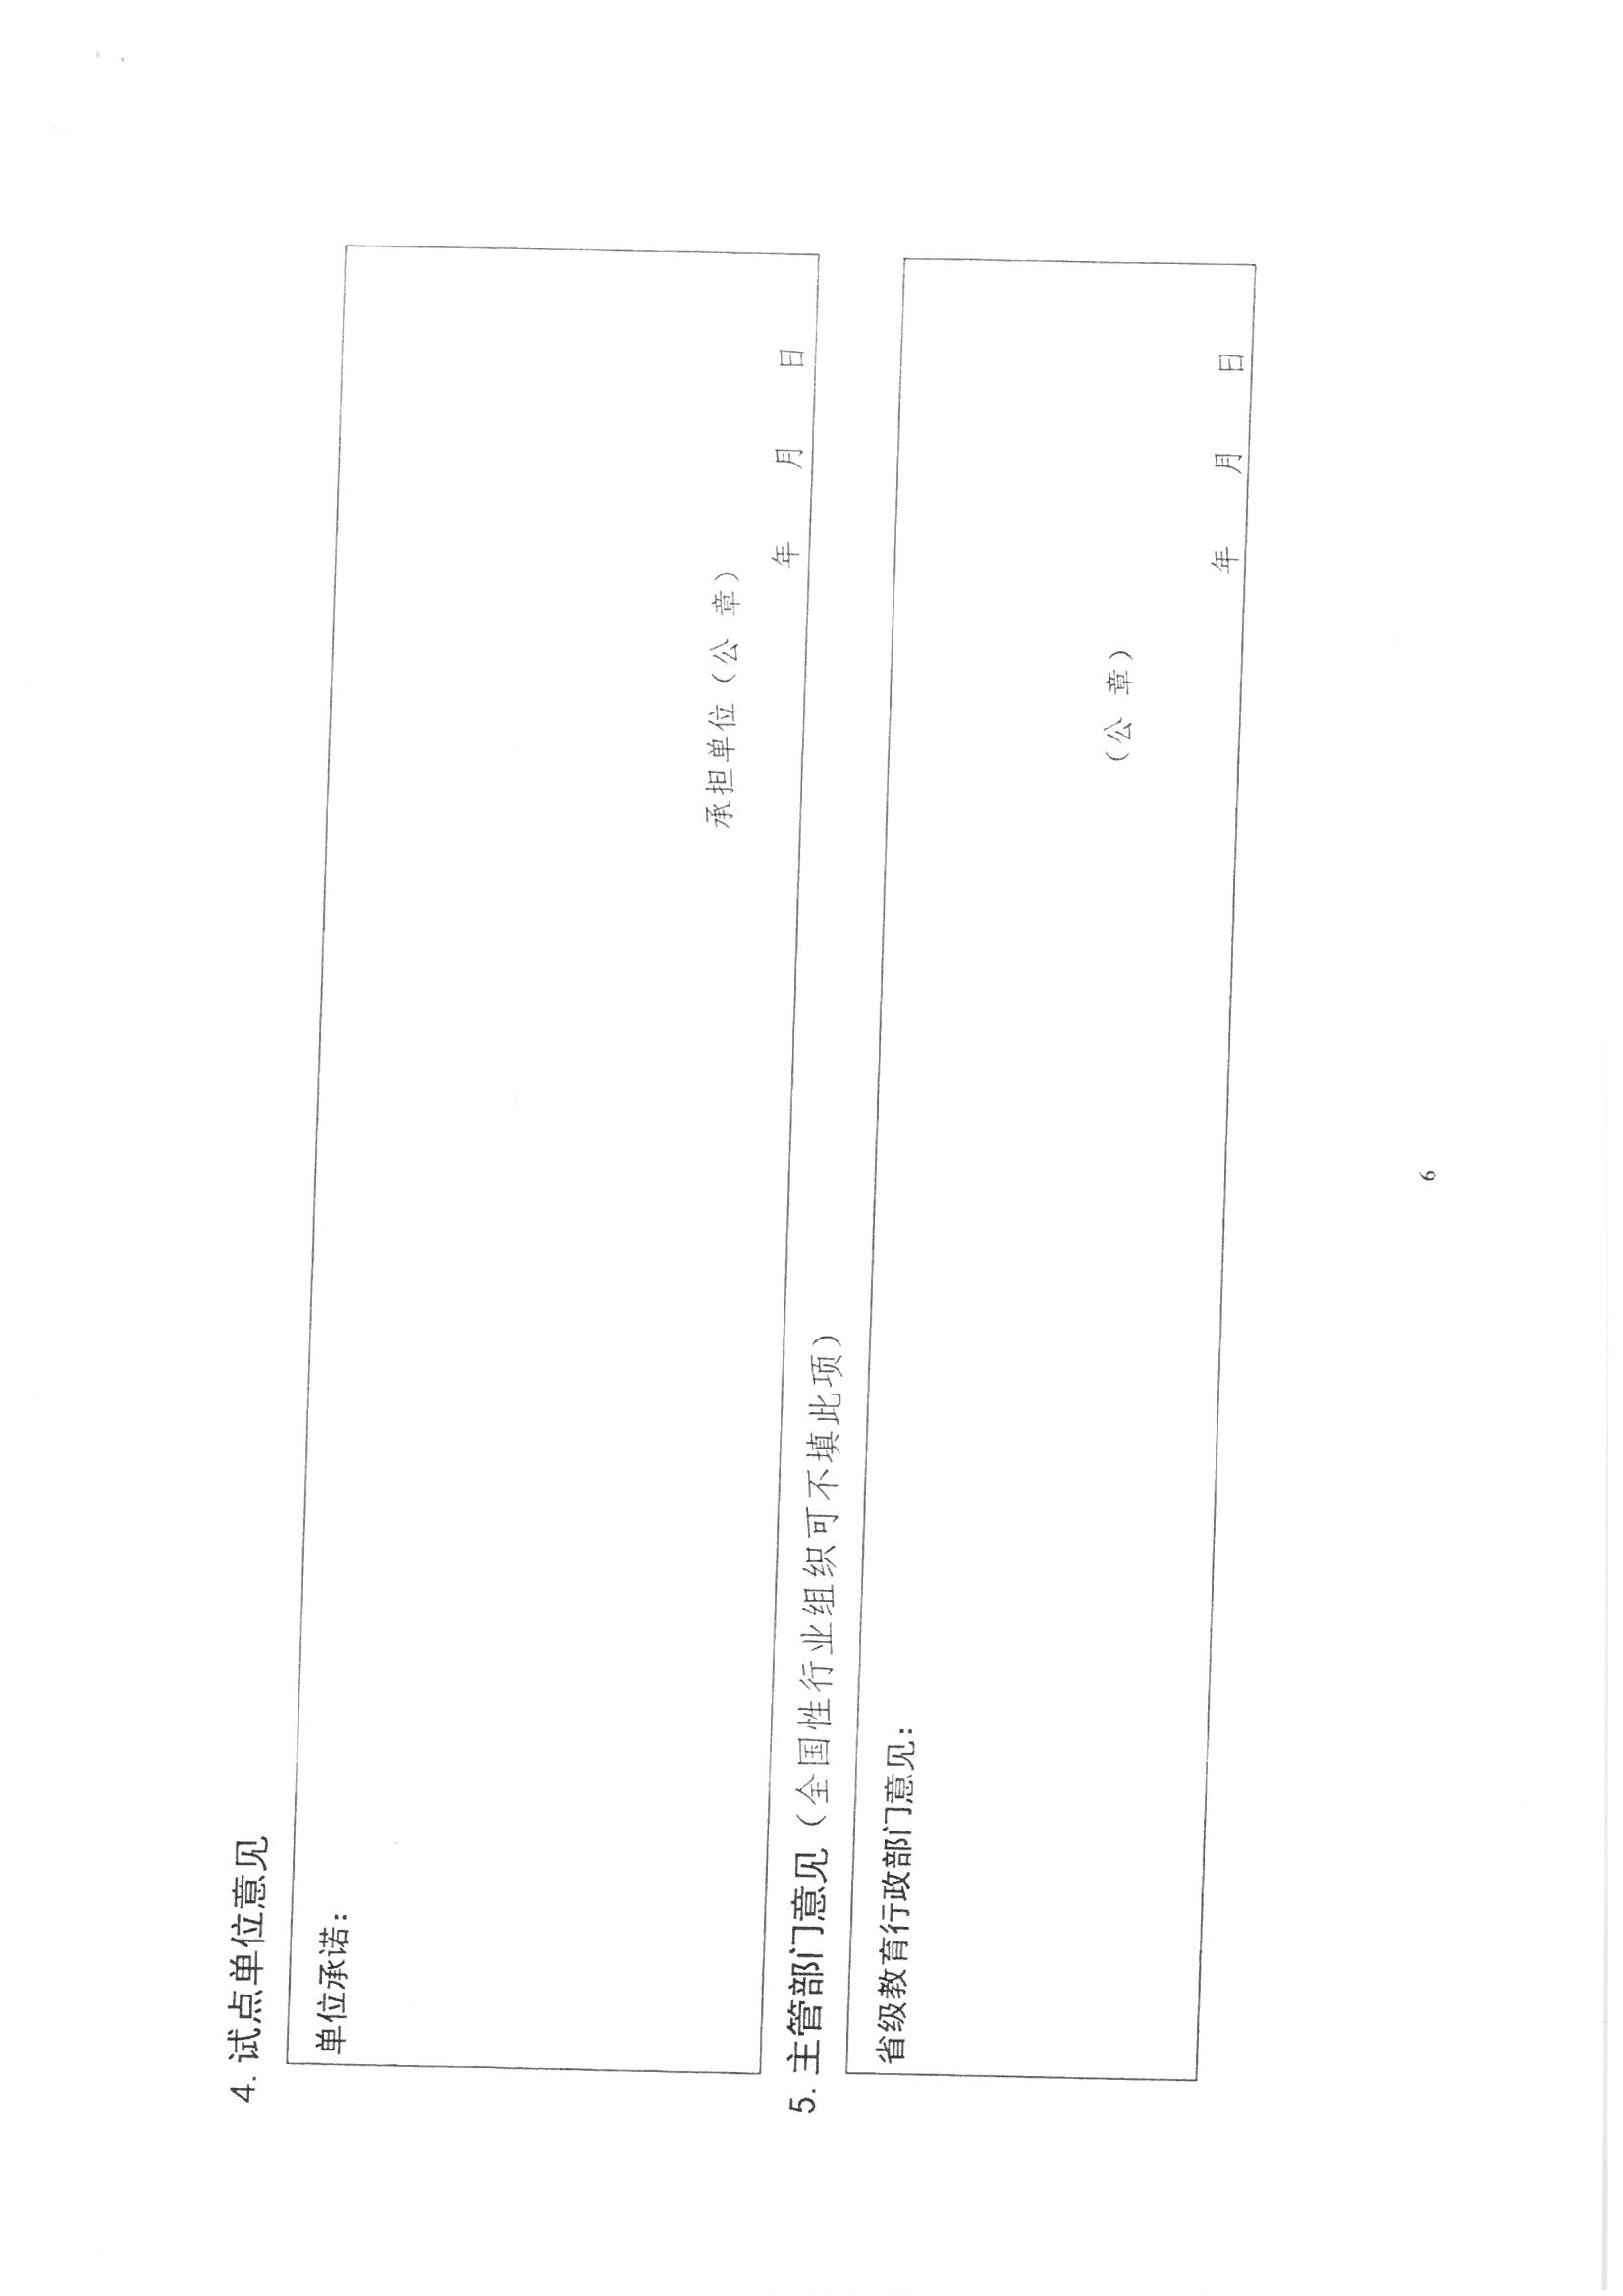 4. 试点单位意见
单位承诺：
承担单位（公 章）
年 月 日
5. 主管部门意见（全国性行业组织可不填此项）
省级教育行政部门意见：
（公 章）
年 月 日
6